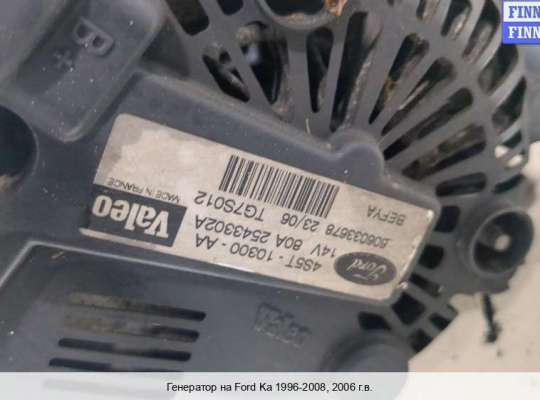 FINN
FINN
B+
Valeo
MADE IN FRANCE
4S5T - 10300 - AA
14V 80A 2543302A
606033678 23/06 TG7S012
BEFYA
Ford
Valeo
Генератор на Ford Ka 1996-2008, 2006 г.в.